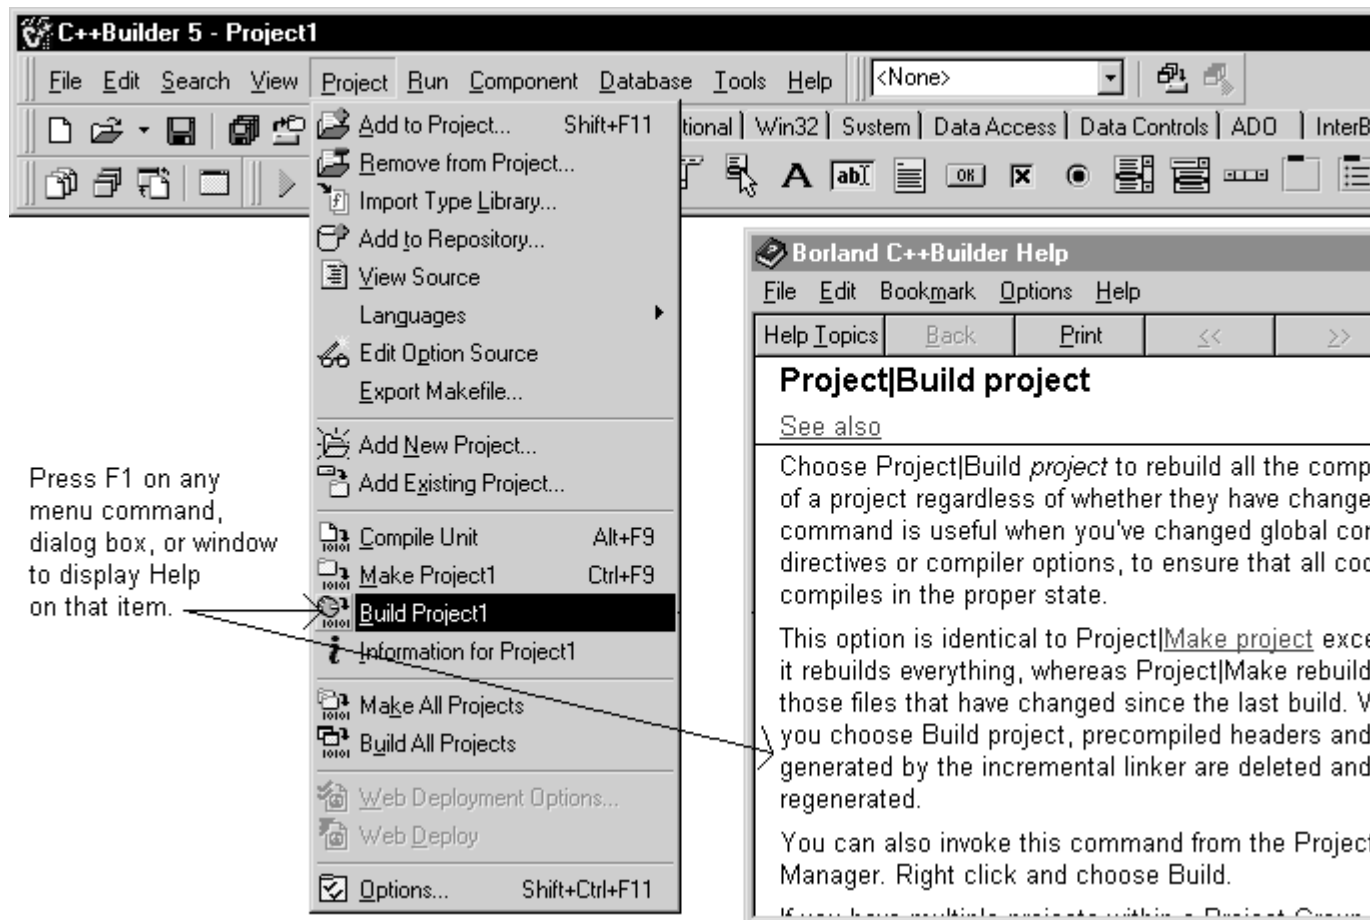 C++Builder 5 - Project1
File Edit Search View Project Run Component Database Tools Help <None>
Win32 System Data Access Data Controls ADO
Add to Project... Shift+F11
Remove from Project...
Import Type Library...
Add to Repository...
View Source
Languages
Edit Option Source
Export Makefile...
Add New Project...
Add Existing Project...
Compile Unit Alt+F9
Make Project1 Ctrl+F9
Build Project1
Information for Project1
Make All Projects
Build All Projects
Web Deployment Options...
Web Deploy
Options... Shift+Ctrl+F11
Press F1 on any
menu command,
dialog box, or window
to display Help
on that item.
Borland C++Builder Help
File Edit Bookmark Options Help
Help Topics Back Print << >>
Project|Build project
See also
Choose Project|Build project to rebuild all the comp
of a project regardless of whether they have change
command is useful when you've changed global cor
directives or compiler options, to ensure that all coc
compiles in the proper state.
This option is identical to Project|Make project exce
it rebuilds everything, whereas Project|Make rebuild
those files that have changed since the last build. W
you choose Build project, precompiled headers and
generated by the incremental linker are deleted and
regenerated.
You can also invoke this command from the Project
Manager. Right click and choose Build.